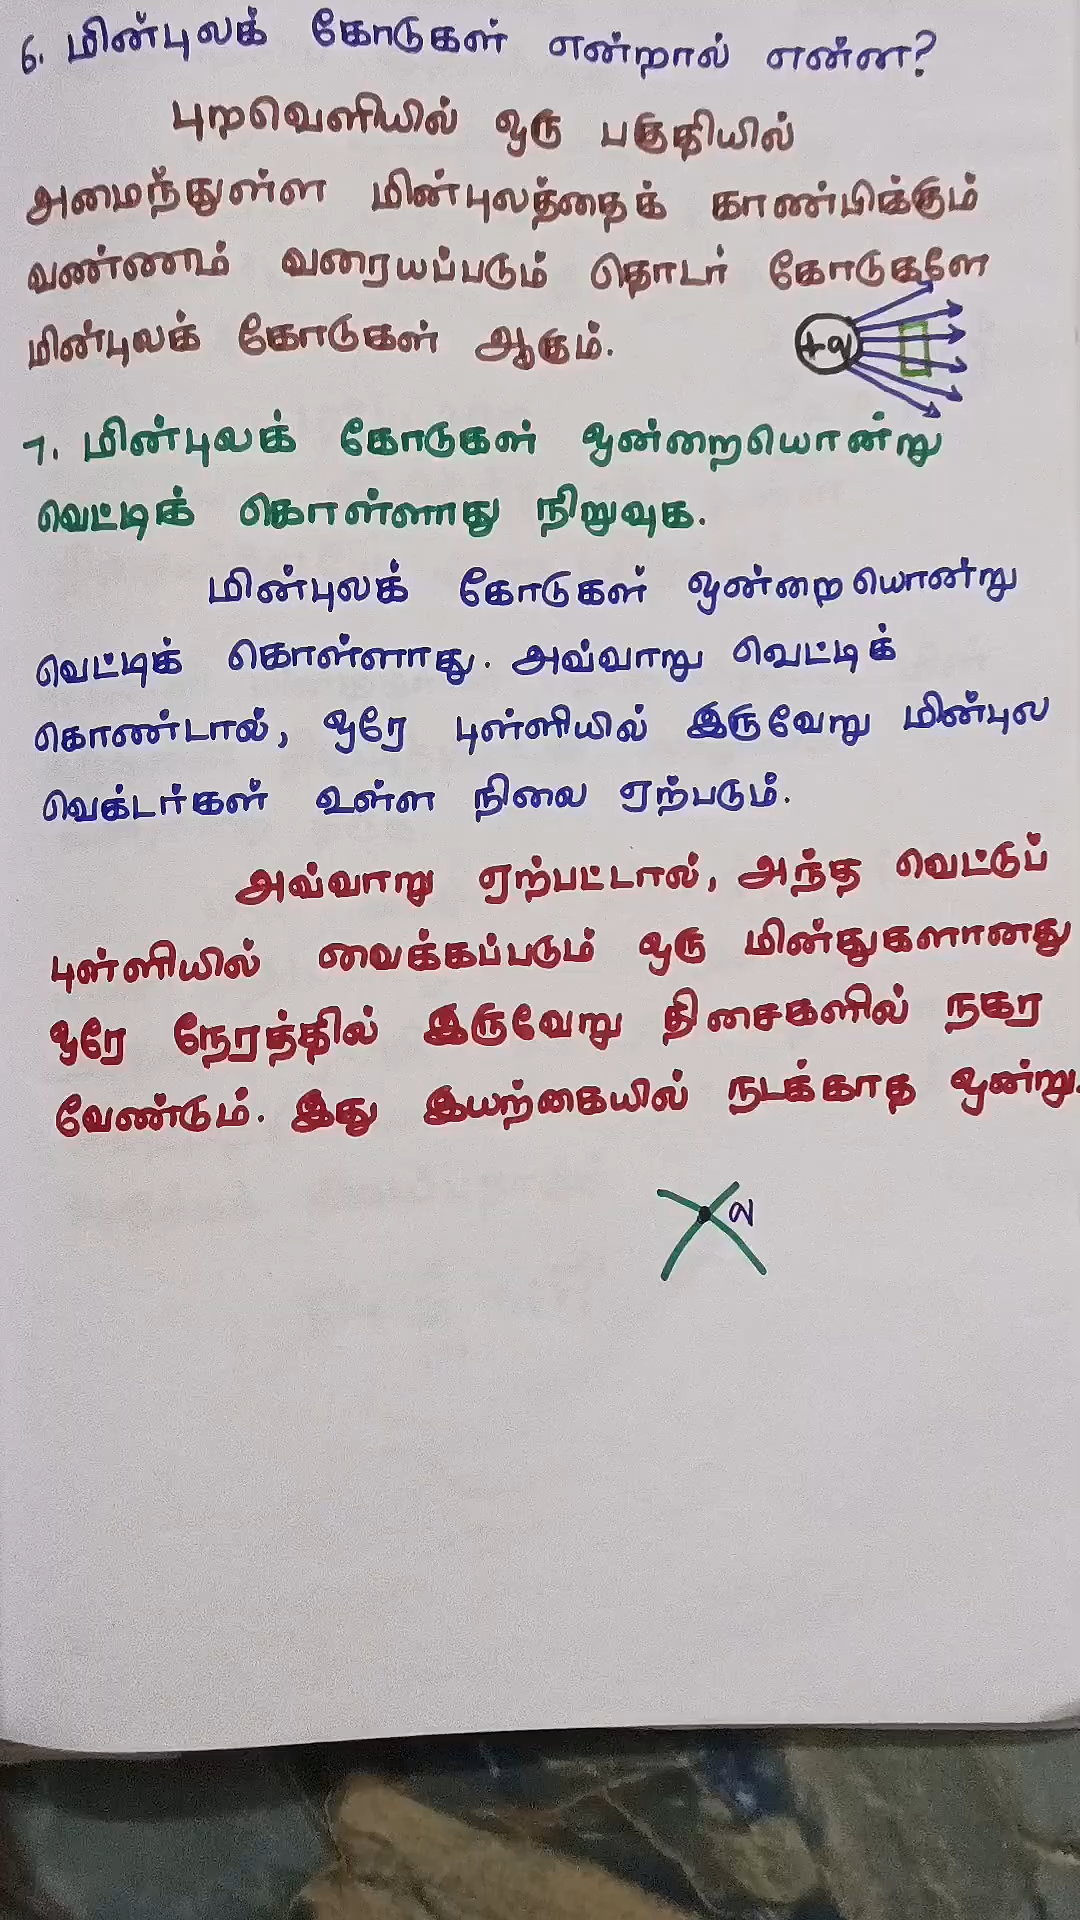 6. மின்புலக் கோடுகள் என்றால் என்ன?
புறவெளியில் ஒரு பகுதியில்
அமைந்துள்ள மின்புலத்தைக் காண்பிக்கும்
வண்ணம் வரையப்படும் தொடர் கோடுகளே
மின்புலக் கோடுகள் ஆகும்.
+q
7. மின்புலக் கோடுகள் ஒன்றையொன்று
வெட்டிக் கொள்ளாது நிறுவுக.
மின்புலக் கோடுகள் ஒன்றையொன்று
வெட்டிக் கொள்ளாது. அவ்வாறு வெட்டிக்
கொண்டால், ஒரே புள்ளியில் இருவேறு மின்புல
வெக்டர்கள் உள்ள நிலை ஏற்படும்.
அவ்வாறு ஏற்பட்டால், அந்த வெட்டுப்
புள்ளியில் வைக்கப்படும் ஒரு மின்துகளானது
ஒரே நேரத்தில் இருவேறு திசைகளில் நகர
வேண்டும். இது இயற்கையில் நடக்காத ஒன்று.
q